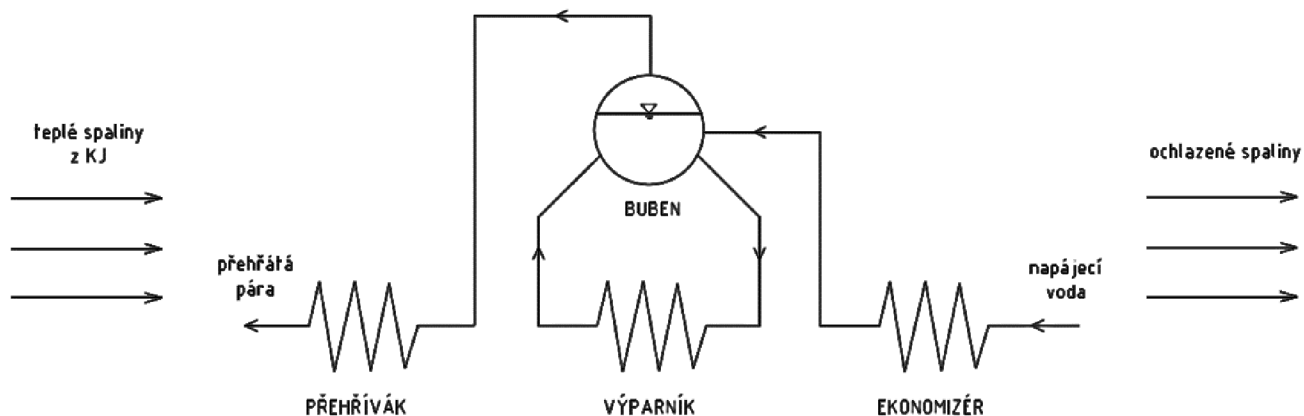 teplé spaliny
z KJ
ochlazené spaliny
BUBEN
přehřátá
pára
napájecí
voda
PŘEHŘÍVÁK
VÝPARNÍK
EKONOMIZÉR